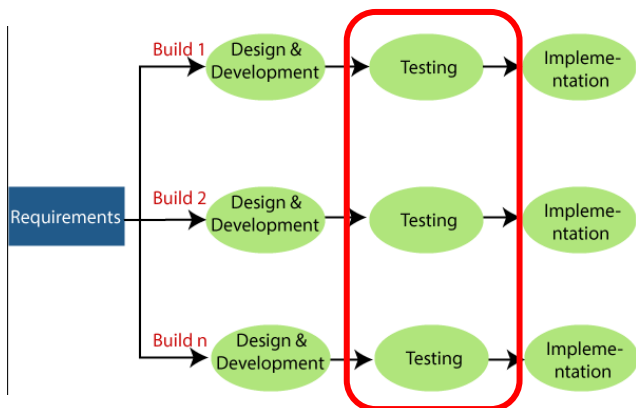 Build 1
Design &
Development
Testing
Impleme-
ntation
Requirements
Build 2
Design &
Development
Testing
Impleme-
ntation
Build n
Design &
Development
Testing
Impleme-
ntation